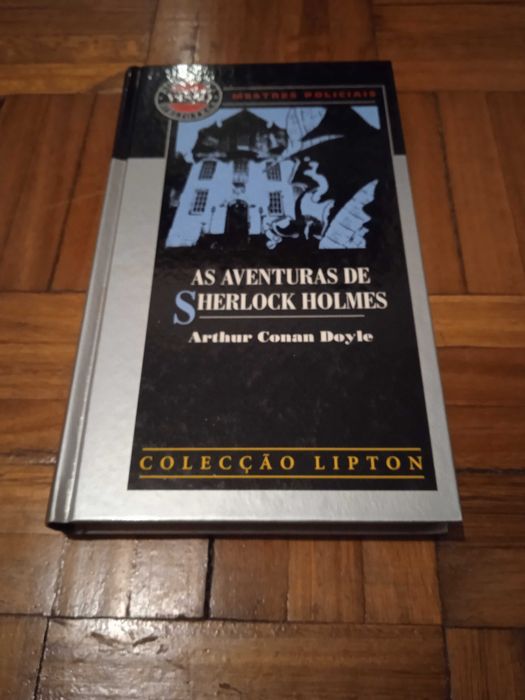 MESTRES POLICIAIS
AS AVENTURAS DE
SHERLOCK HOLMES
Arthur Conan Doyle
COLECÇÃO LIPTON